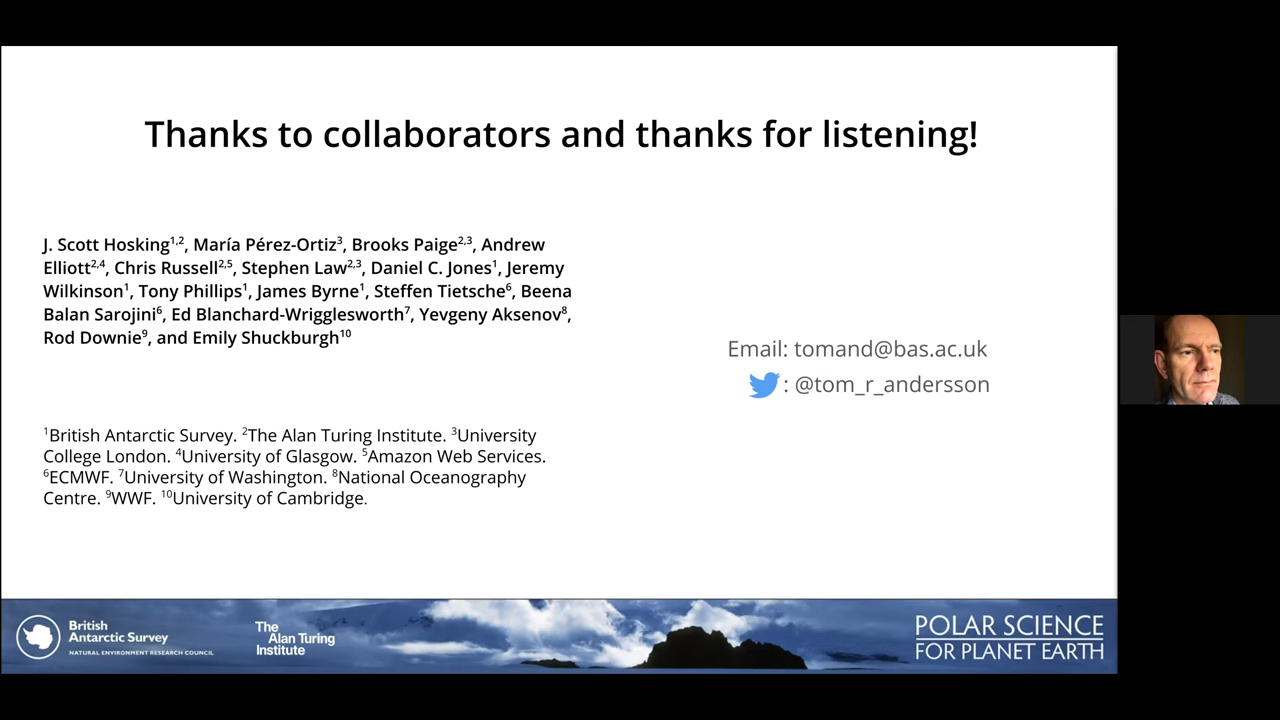 Thanks to collaborators and thanks for listening!
J. Scott Hosking1,2, María Pérez-Ortiz3, Brooks Paige2,3, Andrew
Elliott2,4, Chris Russell2,5, Stephen Law2,3, Daniel C. Jones1, Jeremy
Wilkinson1, Tony Phillips1, James Byrne1, Steffen Tietsche6, Beena
Balan Sarojini6, Ed Blanchard-Wrigglesworth7, Yevgeny Aksenov8,
Rod Downie9, and Emily Shuckburgh10
Email: tomand@bas.ac.uk
: @tom_r_andersson
1British Antarctic Survey. 2The Alan Turing Institute. 3University
College London. 4University of Glasgow. 5Amazon Web Services.
6ECMWF. 7University of Washington. 8National Oceanography
Centre. 9WWF. 10University of Cambridge.
British
Antarctic Survey
NATURAL ENVIRONMENT RESEARCH COUNCIL
The
Alan Turing
Institute
POLAR SCIENCE
FOR PLANET EARTH